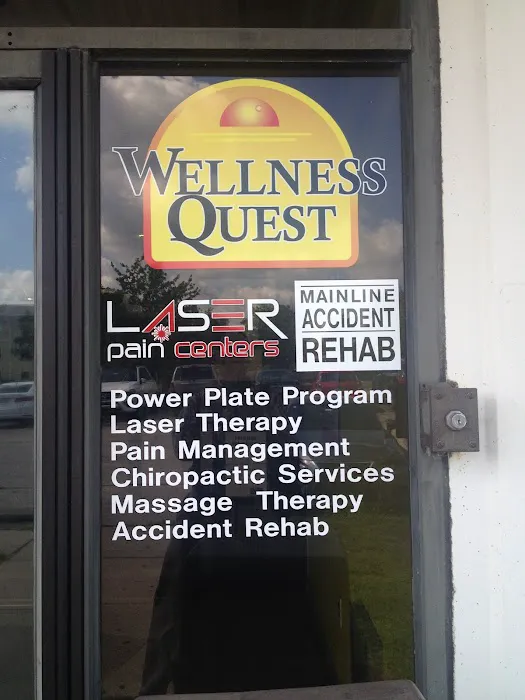 WELLNESS
QUEST
LASER
pain centers
MAINLINE
ACCIDENT
REHAB
Power Plate Program
Laser Therapy
Pain Management
Chiropactic Services
Massage Therapy
Accident Rehab